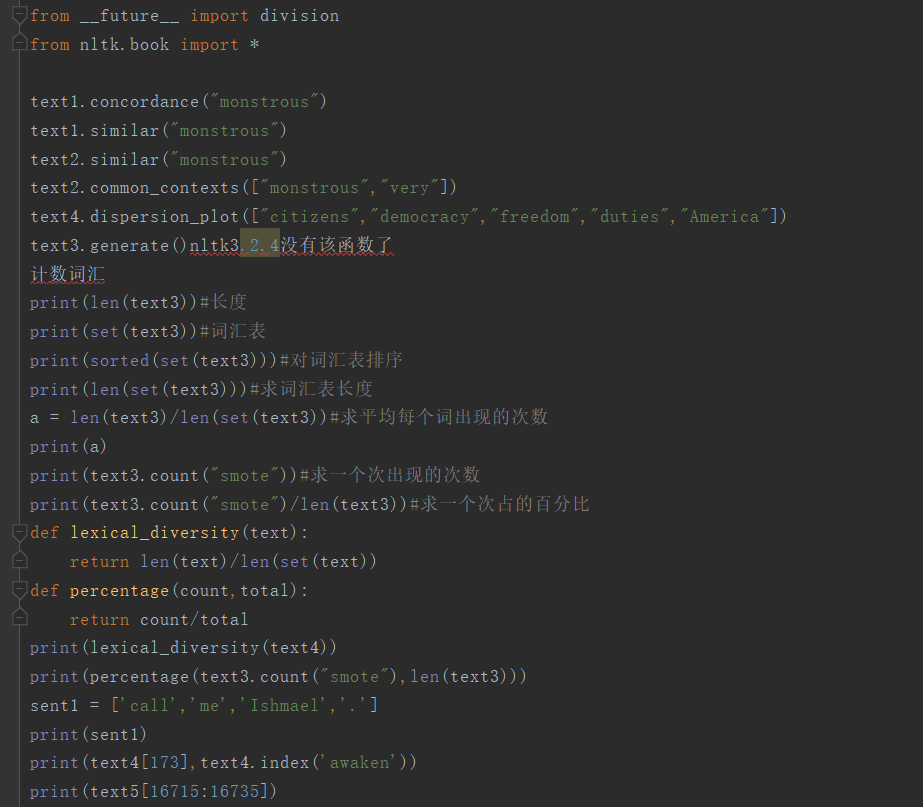 from __future__ import division
from nltk.book import *
text1.concordance("monstrous")
text1.similar("monstrous")
text2.similar("monstrous")
text2.common_contexts(["monstrous","very"])
text4.dispersion_plot(["citizens","democracy","freedom","duties","America"])
text3.generate()nltk3.2.4没有该函数了
计数词汇
print(len(text3))#长度
print(set(text3))#词汇表
print(sorted(set(text3)))#对词汇表排序
print(len(set(text3)))#求词汇表长度
a = len(text3)/len(set(text3))#求平均每个词出现的次数
print(a)
print(text3.count("smote"))#求一个次出现的次数
print(text3.count("smote")/len(text3))#求一个次占的百分比
def lexical_diversity(text):
    return len(text)/len(set(text))
def percentage(count,total):
    return count/total
print(lexical_diversity(text4))
print(percentage(text3.count("smote"),len(text3)))
sent1 = ['call','me','Ishmael','.']
print(sent1)
print(text4[173],text4.index('awaken'))
print(text5[16715:16735])